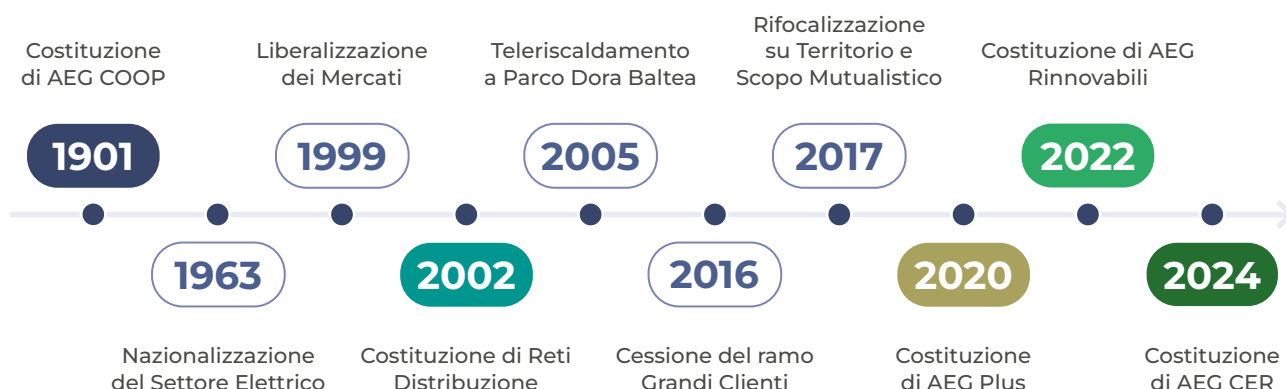 Costituzione
di AEG COOP
1901
Nazionalizzazione
del Settore Elettrico
1963
Liberalizzazione
dei Mercati
1999
Costituzione di Reti
Distribuzione
2002
Teleriscaldamento
a Parco Dora Baltea
2005
Cessione del ramo
Grandi Clienti
2016
Rifocalizzazione
su Territorio e
Scopo Mutualistico
2017
Costituzione
di AEG Plus
2020
Costituzione di AEG
Rinnovabili
2022
Costituzione
di AEG CER
2024